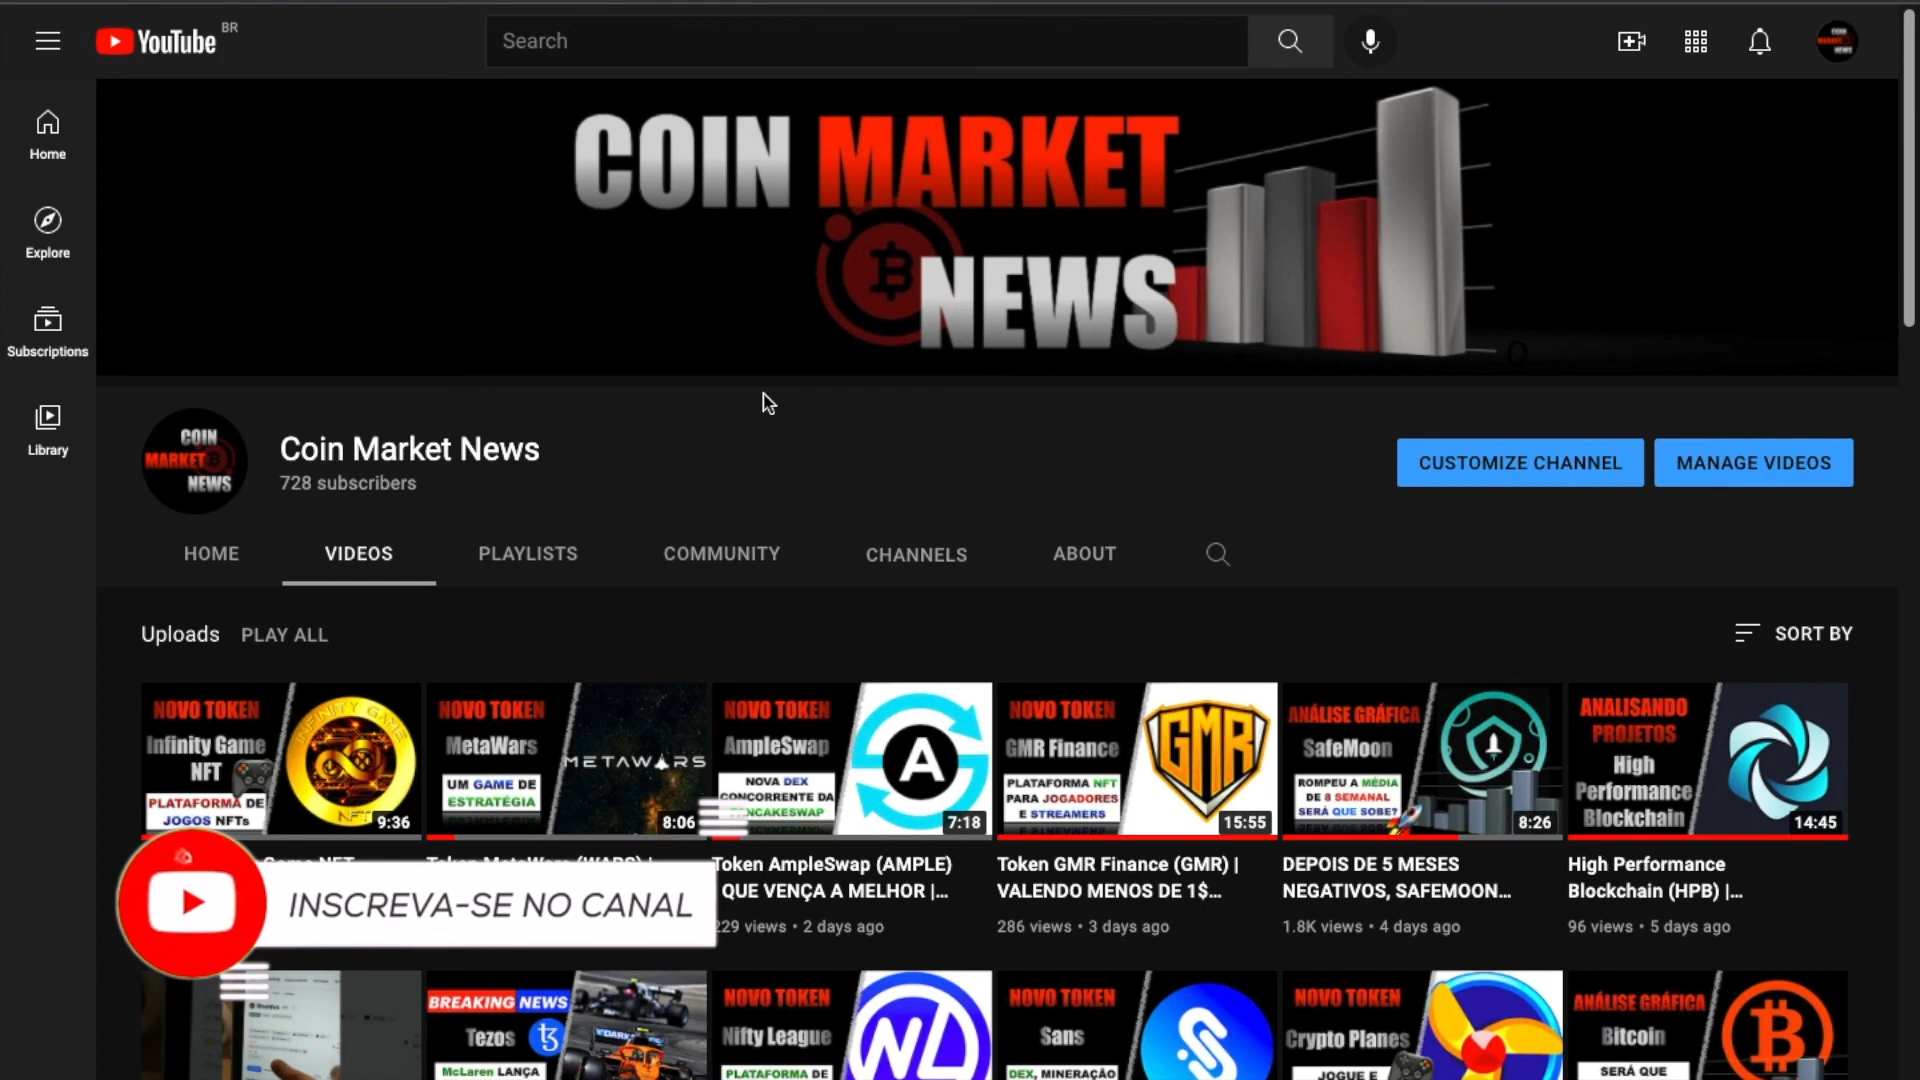 YouTube BR
Search
Home
Explore
Subscriptions
Library
COIN MARKET
NEWS
COIN
MARKET
NEWS
Coin Market News
728 subscribers
CUSTOMIZE CHANNEL
MANAGE VIDEOS
HOME
VIDEOS
PLAYLISTS
COMMUNITY
CHANNELS
ABOUT
Uploads
PLAY ALL
SORT BY
NOVO TOKEN
Infinity Game
NFT
PLATAFORMA DE
JOGOS NFTs
INFINITY GAME
NFT
9:36
NOVO TOKEN
MetaWars
UM GAME DE
ESTRATÉGIA
METAWARS
8:06
NOVO TOKEN
AmpleSwap
NOVA DEX
CONCORRENTE DA
PANCAKESWAP
A
7:18
NOVO TOKEN
GMR Finance
PLATAFORMA NFT
PARA JOGADORES
E STREAMERS
GMR
15:55
ANÁLISE GRÁFICA
SafeMoon
ROMPEU A MÉDIA
DE 8 SEMANAL
SERÁ QUE SOBE?
8:26
ANALISANDO
PROJETOS
High
Performance
Blockchain
14:45
Token AmpleSwap (AMPLE)
QUE VENÇA A MELHOR |...
229 views • 2 days ago
Token GMR Finance (GMR) |
VALENDO MENOS DE 1$...
286 views • 3 days ago
DEPOIS DE 5 MESES
NEGATIVOS, SAFEMOON...
1.8K views • 4 days ago
High Performance
Blockchain (HPB) |...
96 views • 5 days ago
INSCREVA-SE NO CANAL
BREAKING NEWS
Tezos
McLaren LANÇA
NOVO TOKEN
Nifty League
PLATAFORMA DE
NL
NOVO TOKEN
Sans
DEX, MINERAÇÃO
NOVO TOKEN
Crypto Planes
JOGUE E
ANÁLISE GRÁFICA
Bitcoin
SERÁ QUE